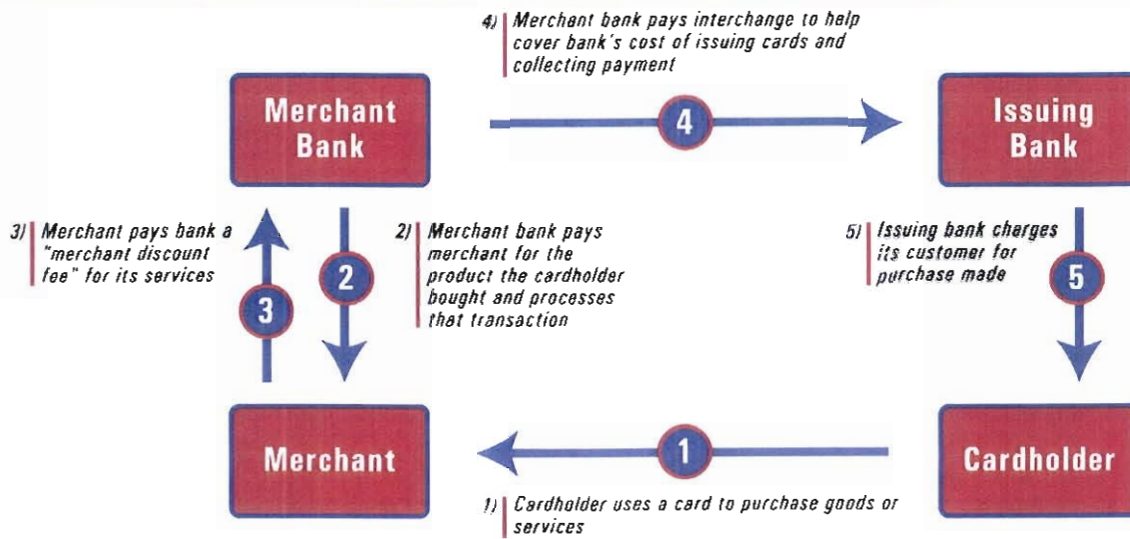 4) Merchant bank pays interchange to help
cover bank's cost of issuing cards and
collecting payment
Merchant
Bank
4
Issuing
Bank
3) Merchant pays bank a
"merchant discount
fee" for its services
3
2
2) Merchant bank pays
merchant for the
product the cardholder
bought and processes
that transaction
5) Issuing bank charges
its customer for
purchase made
5
Merchant
1
Cardholder
1) Cardholder uses a card to purchase goods or
services